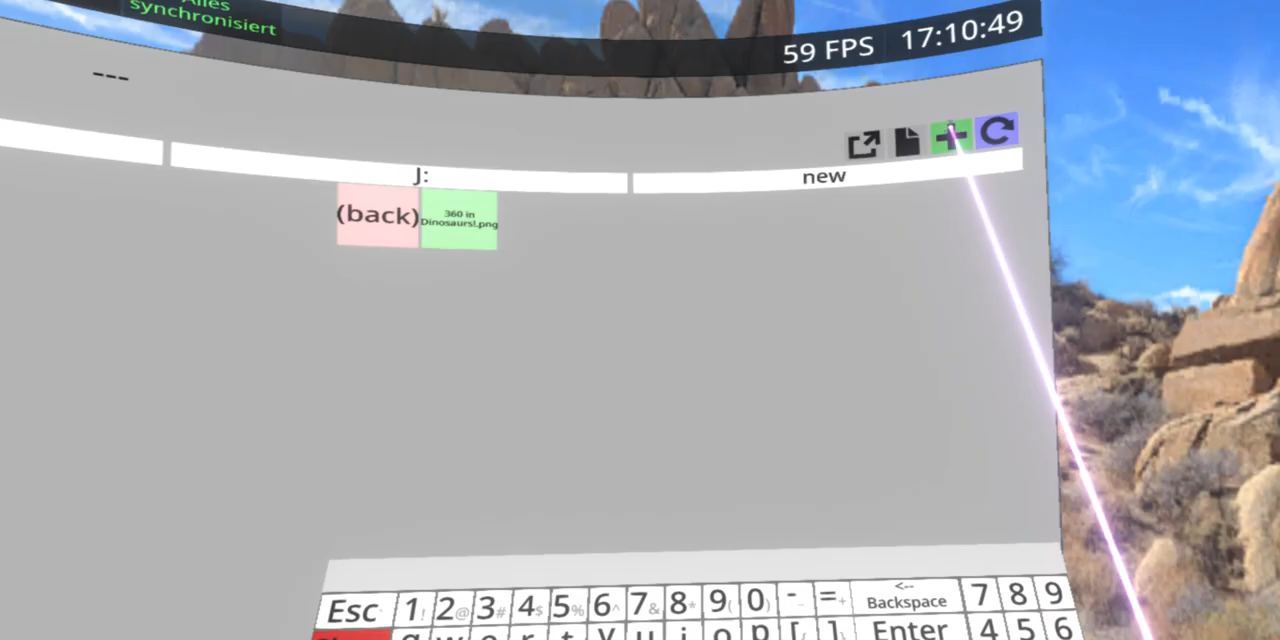 Alles
synchronisiert
59 FPS 17:10:49
---
J:
new
(back)
360 in
Dinosaurs!.png
Esc 1! 2@ 3# 4$ 5% 6^ 7& 8* 9( 0) -_ =+ <-- Backspace 7 8 9
q w e r t y u i o p [ ] Enter 4 5 6